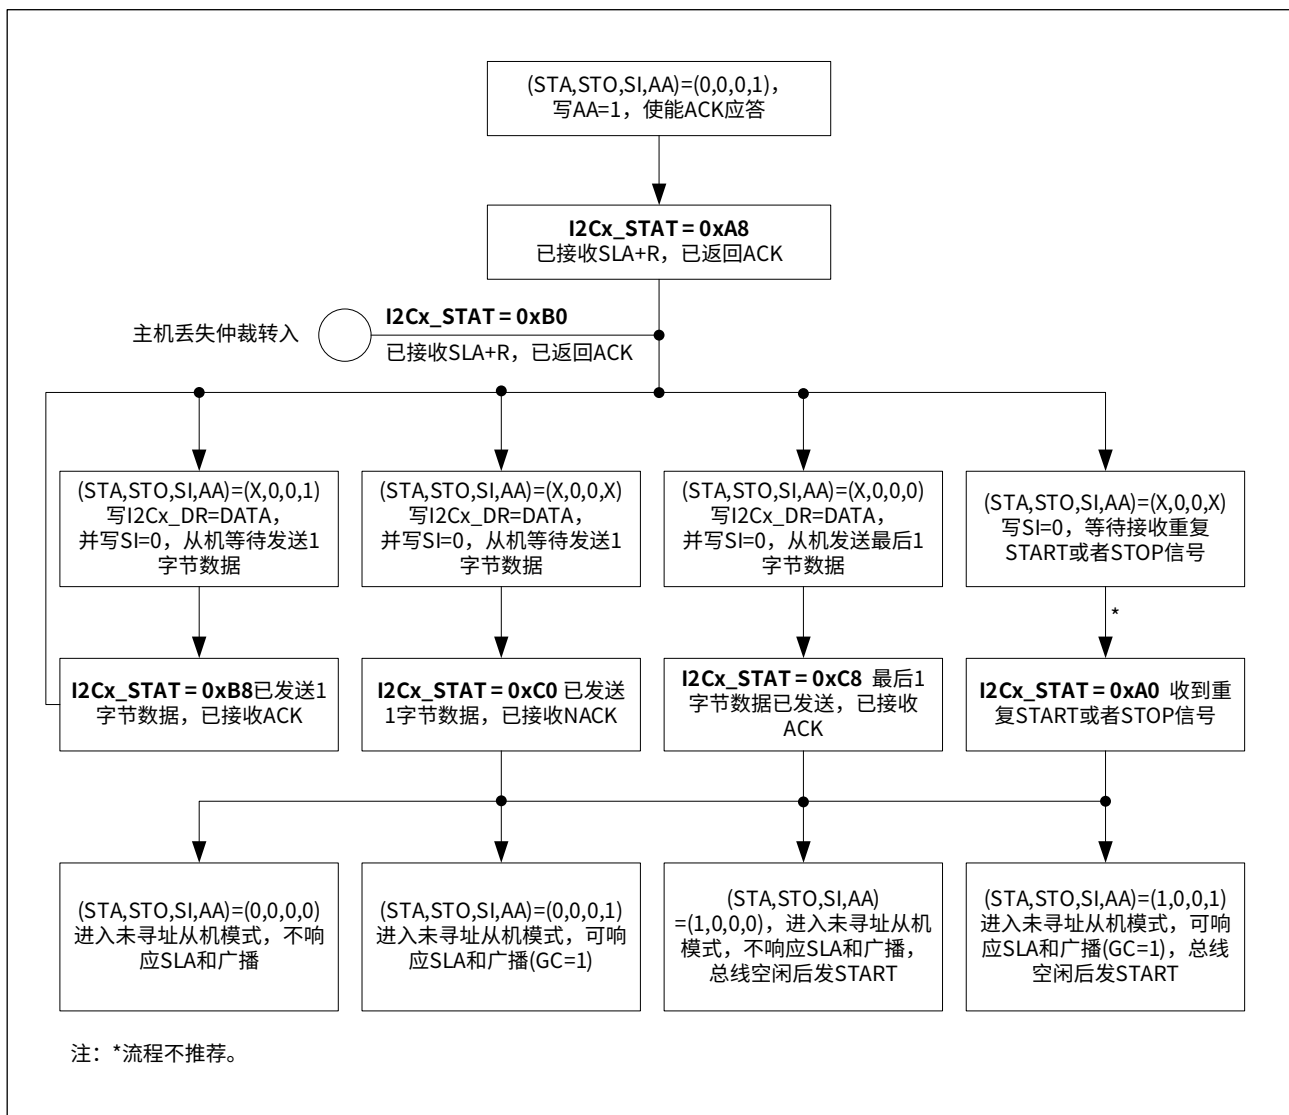 (STA,STO,SI,AA)=(0,0,0,1),
写AA=1，使能ACK应答
I2Cx_STAT = 0xA8
已接收SLA+R，已返回ACK
主机丢失仲裁转入
I2Cx_STAT = 0xB0
已接收SLA+R，已返回ACK
(STA,STO,SI,AA)=(X,0,0,1)
写I2Cx_DR=DATA，
并写SI=0，从机等待发送1
字节数据
(STA,STO,SI,AA)=(X,0,0,X)
写I2Cx_DR=DATA，
并写SI=0，从机等待发送1
字节数据
(STA,STO,SI,AA)=(X,0,0,0)
写I2Cx_DR=DATA，
并写SI=0，从机发送最后1
字节数据
(STA,STO,SI,AA)=(X,0,0,X)
写SI=0，等待接收重复
START或者STOP信号
*
I2Cx_STAT = 0xB8已发送1
字节数据，已接收ACK
I2Cx_STAT = 0xC0 已发送
1字节数据，已接收NACK
I2Cx_STAT = 0xC8 最后1
字节数据已发送，已接收
ACK
I2Cx_STAT = 0xA0 收到重
复START或者STOP信号
(STA,STO,SI,AA)=(0,0,0,0)
进入未寻址从机模式，不响
应SLA和广播
(STA,STO,SI,AA)=(0,0,0,1)
进入未寻址从机模式，可响
应SLA和广播(GC=1)
(STA,STO,SI,AA)
=(1,0,0,0)，进入未寻址从机
模式，不响应SLA和广播，
总线空闲后发START
(STA,STO,SI,AA)=(1,0,0,1)
进入未寻址从机模式，可响
应SLA和广播(GC=1)，总线
空闲后发START
注：*流程不推荐。